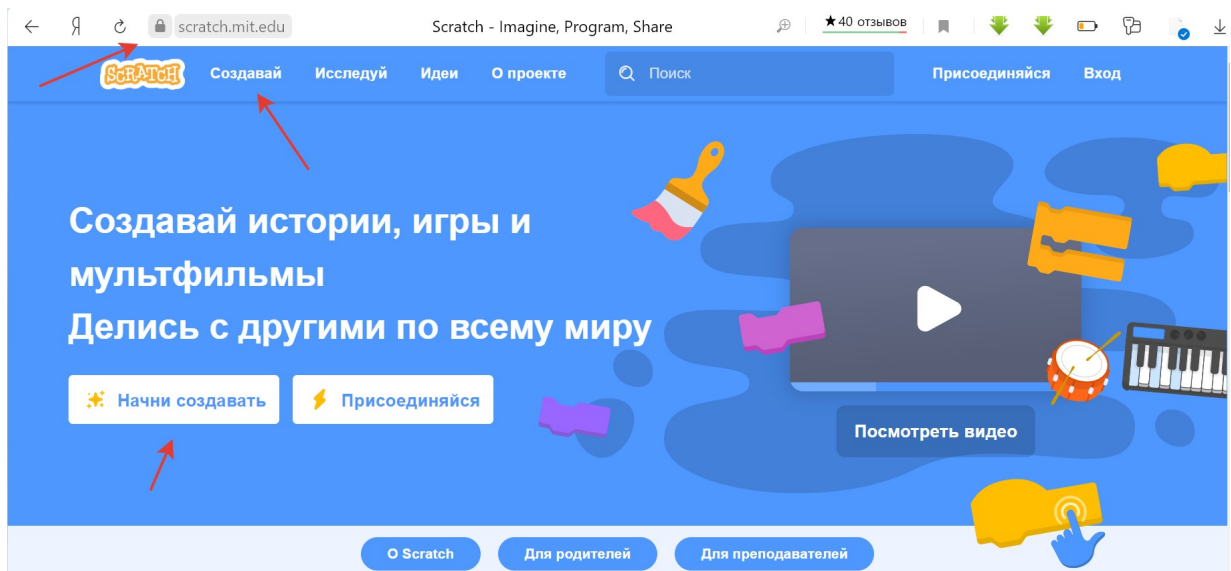 Я scratch.mit.edu Scratch - Imagine, Program, Share ★40 отзывов
SCRATCH Создавай Исследуй Идеи О проекте Поиск Присоединяйся Вход
Создавай истории, игры и
мультфильмы
Делись с другими по всему миру
Начни создавать Присоединяйся
Посмотреть видео
О Scratch Для родителей Для преподавателей